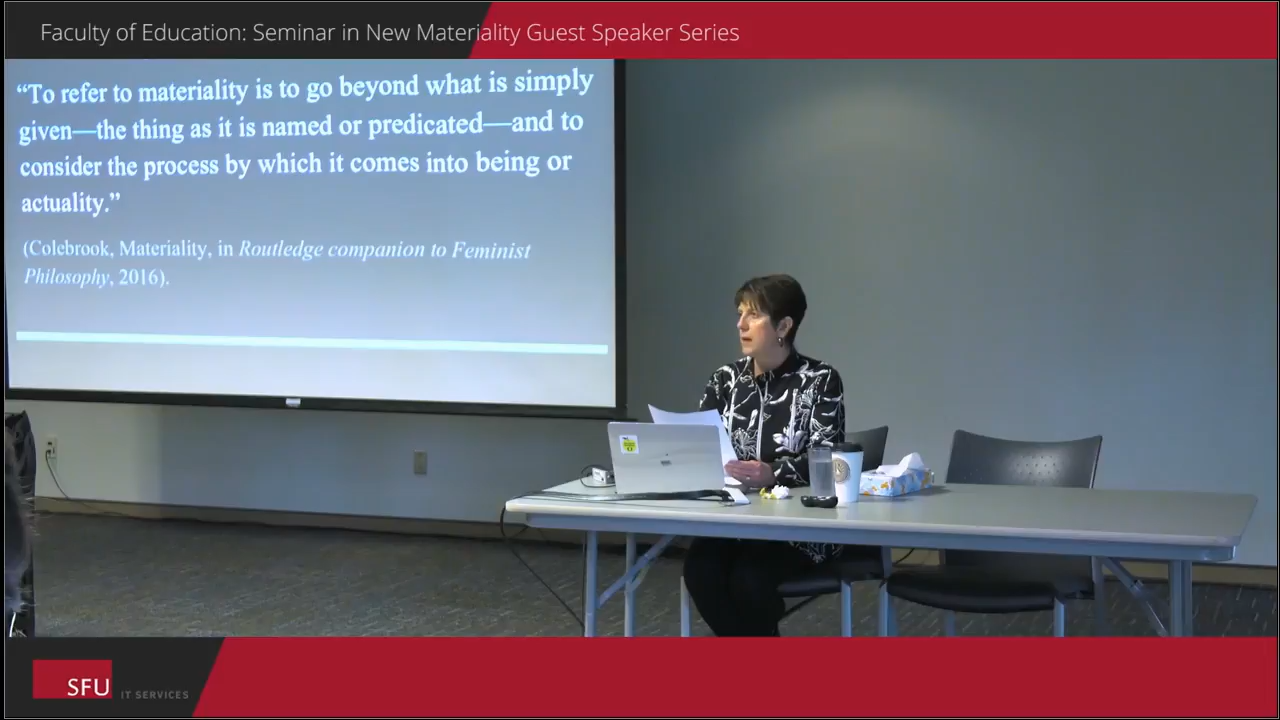 Faculty of Education: Seminar in New Materiality Guest Speaker Series
“To refer to materiality is to go beyond what is simply
given—the thing as it is named or predicated—and to
consider the process by which it comes into being or
actuality.”
(Colebrook, Materiality, in Routledge companion to Feminist
Philosophy, 2016).
SFU IT SERVICES